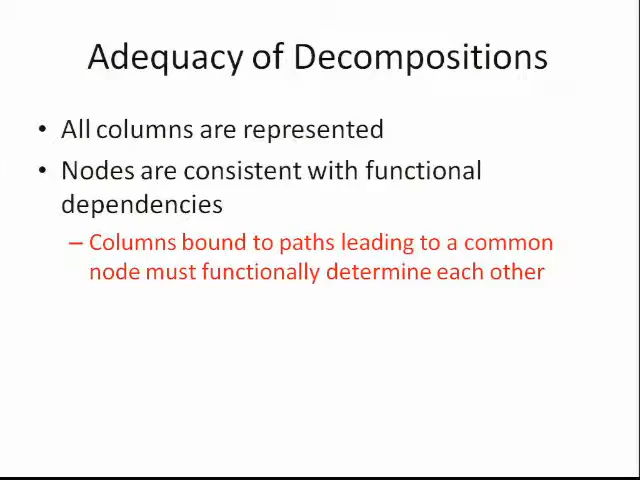 Adequacy of Decompositions
• All columns are represented
• Nodes are consistent with functional
dependencies
– Columns bound to paths leading to a common
node must functionally determine each other